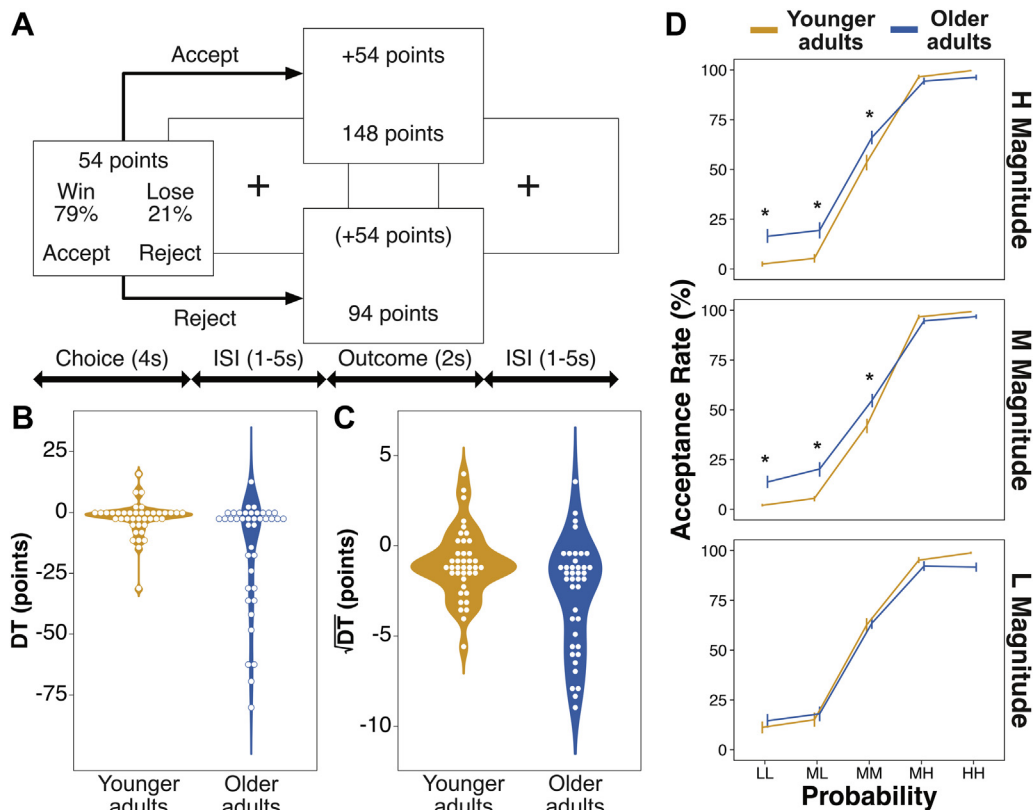 A
Accept
+54 points
148 points
54 points
Win Lose
79% 21%
Accept Reject
+
+
(+54 points)
94 points
Reject
Choice (4s) ISI (1-5s) Outcome (2s) ISI (1-5s)
B
DT (points)
25
0
-25
-50
-75
Younger adults
Older adults
C
√DT (points)
5
0
-5
-10
Younger adults
Older adults
D
Younger adults
Older adults
Acceptance Rate (%)
100
75
50
25
0
*
*
*
H Magnitude
100
75
50
25
0
*
*
*
M Magnitude
100
75
50
25
0
L Magnitude
LL ML MM MH HH
Probability